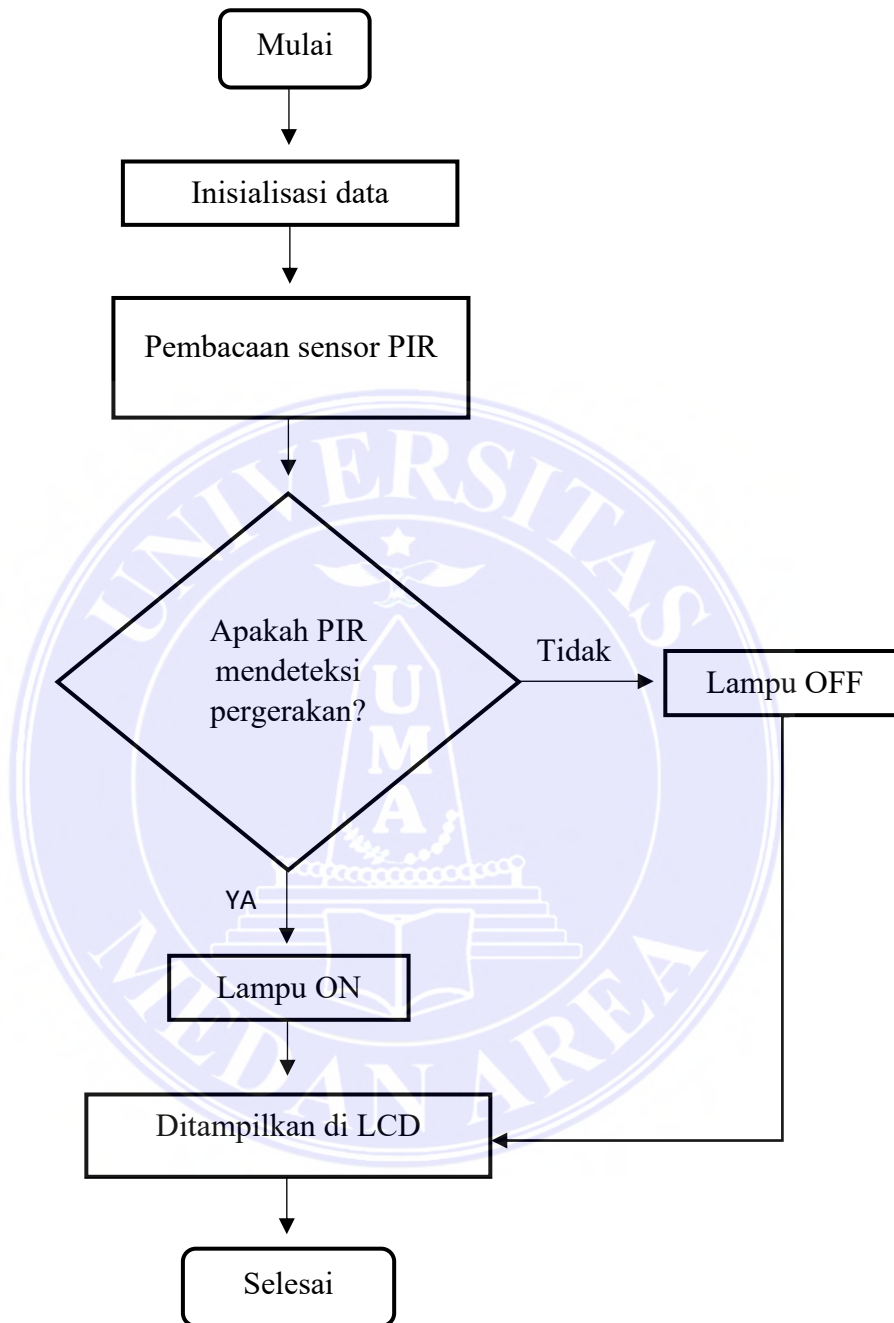 Mulai
Inisialisasi data
Pembacaan sensor PIR
Apakah PIR
mendeteksi
pergerakan?
Tidak
Lampu OFF
YA
Lampu ON
Ditampilkan di LCD
Selesai
UNIVERSITAS
UMA
MEDAN AREA